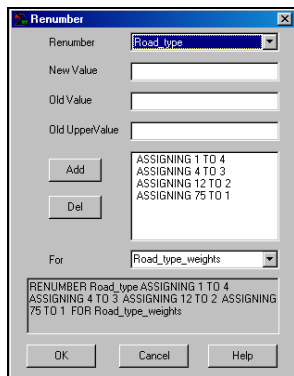 Renumber
Renumber Road_type
New Value
Old Value
Old UpperValue
Add
Del
ASSIGNING 1 TO 4
ASSIGNING 4 TO 3
ASSIGNING 12 TO 2
ASSIGNING 75 TO 1
For Road_type_weights
RENUMBER Road_type ASSIGNING 1 TO 4
ASSIGNING 4 TO 3 ASSIGNING 12 TO 2 ASSIGNING
75 TO 1 FOR Road_type_weights
OK Cancel Help